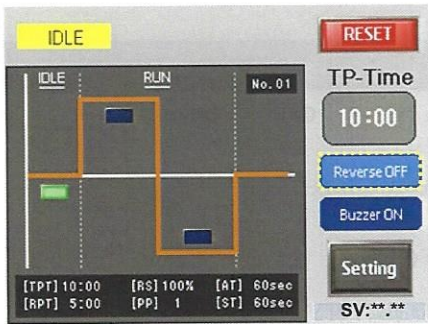 IDLE
RESET
IDLE RUN No.01
TP-Time
10:00
Reverse OFF
Buzzer ON
Setting
[TPT] 10:00 [RS] 100% [AT] 60sec
[RPT] 5:00 [PP] 1 [ST] 60sec
SV:**.**